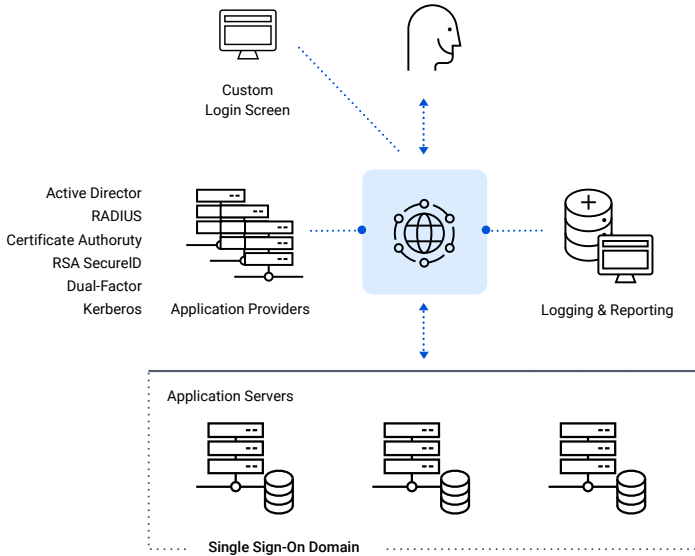 Custom
Login Screen
Active Director
RADIUS
Certificate Authoruty
RSA SecureID
Dual-Factor
Kerberos
Application Providers
Logging & Reporting
Application Servers
Single Sign-On Domain